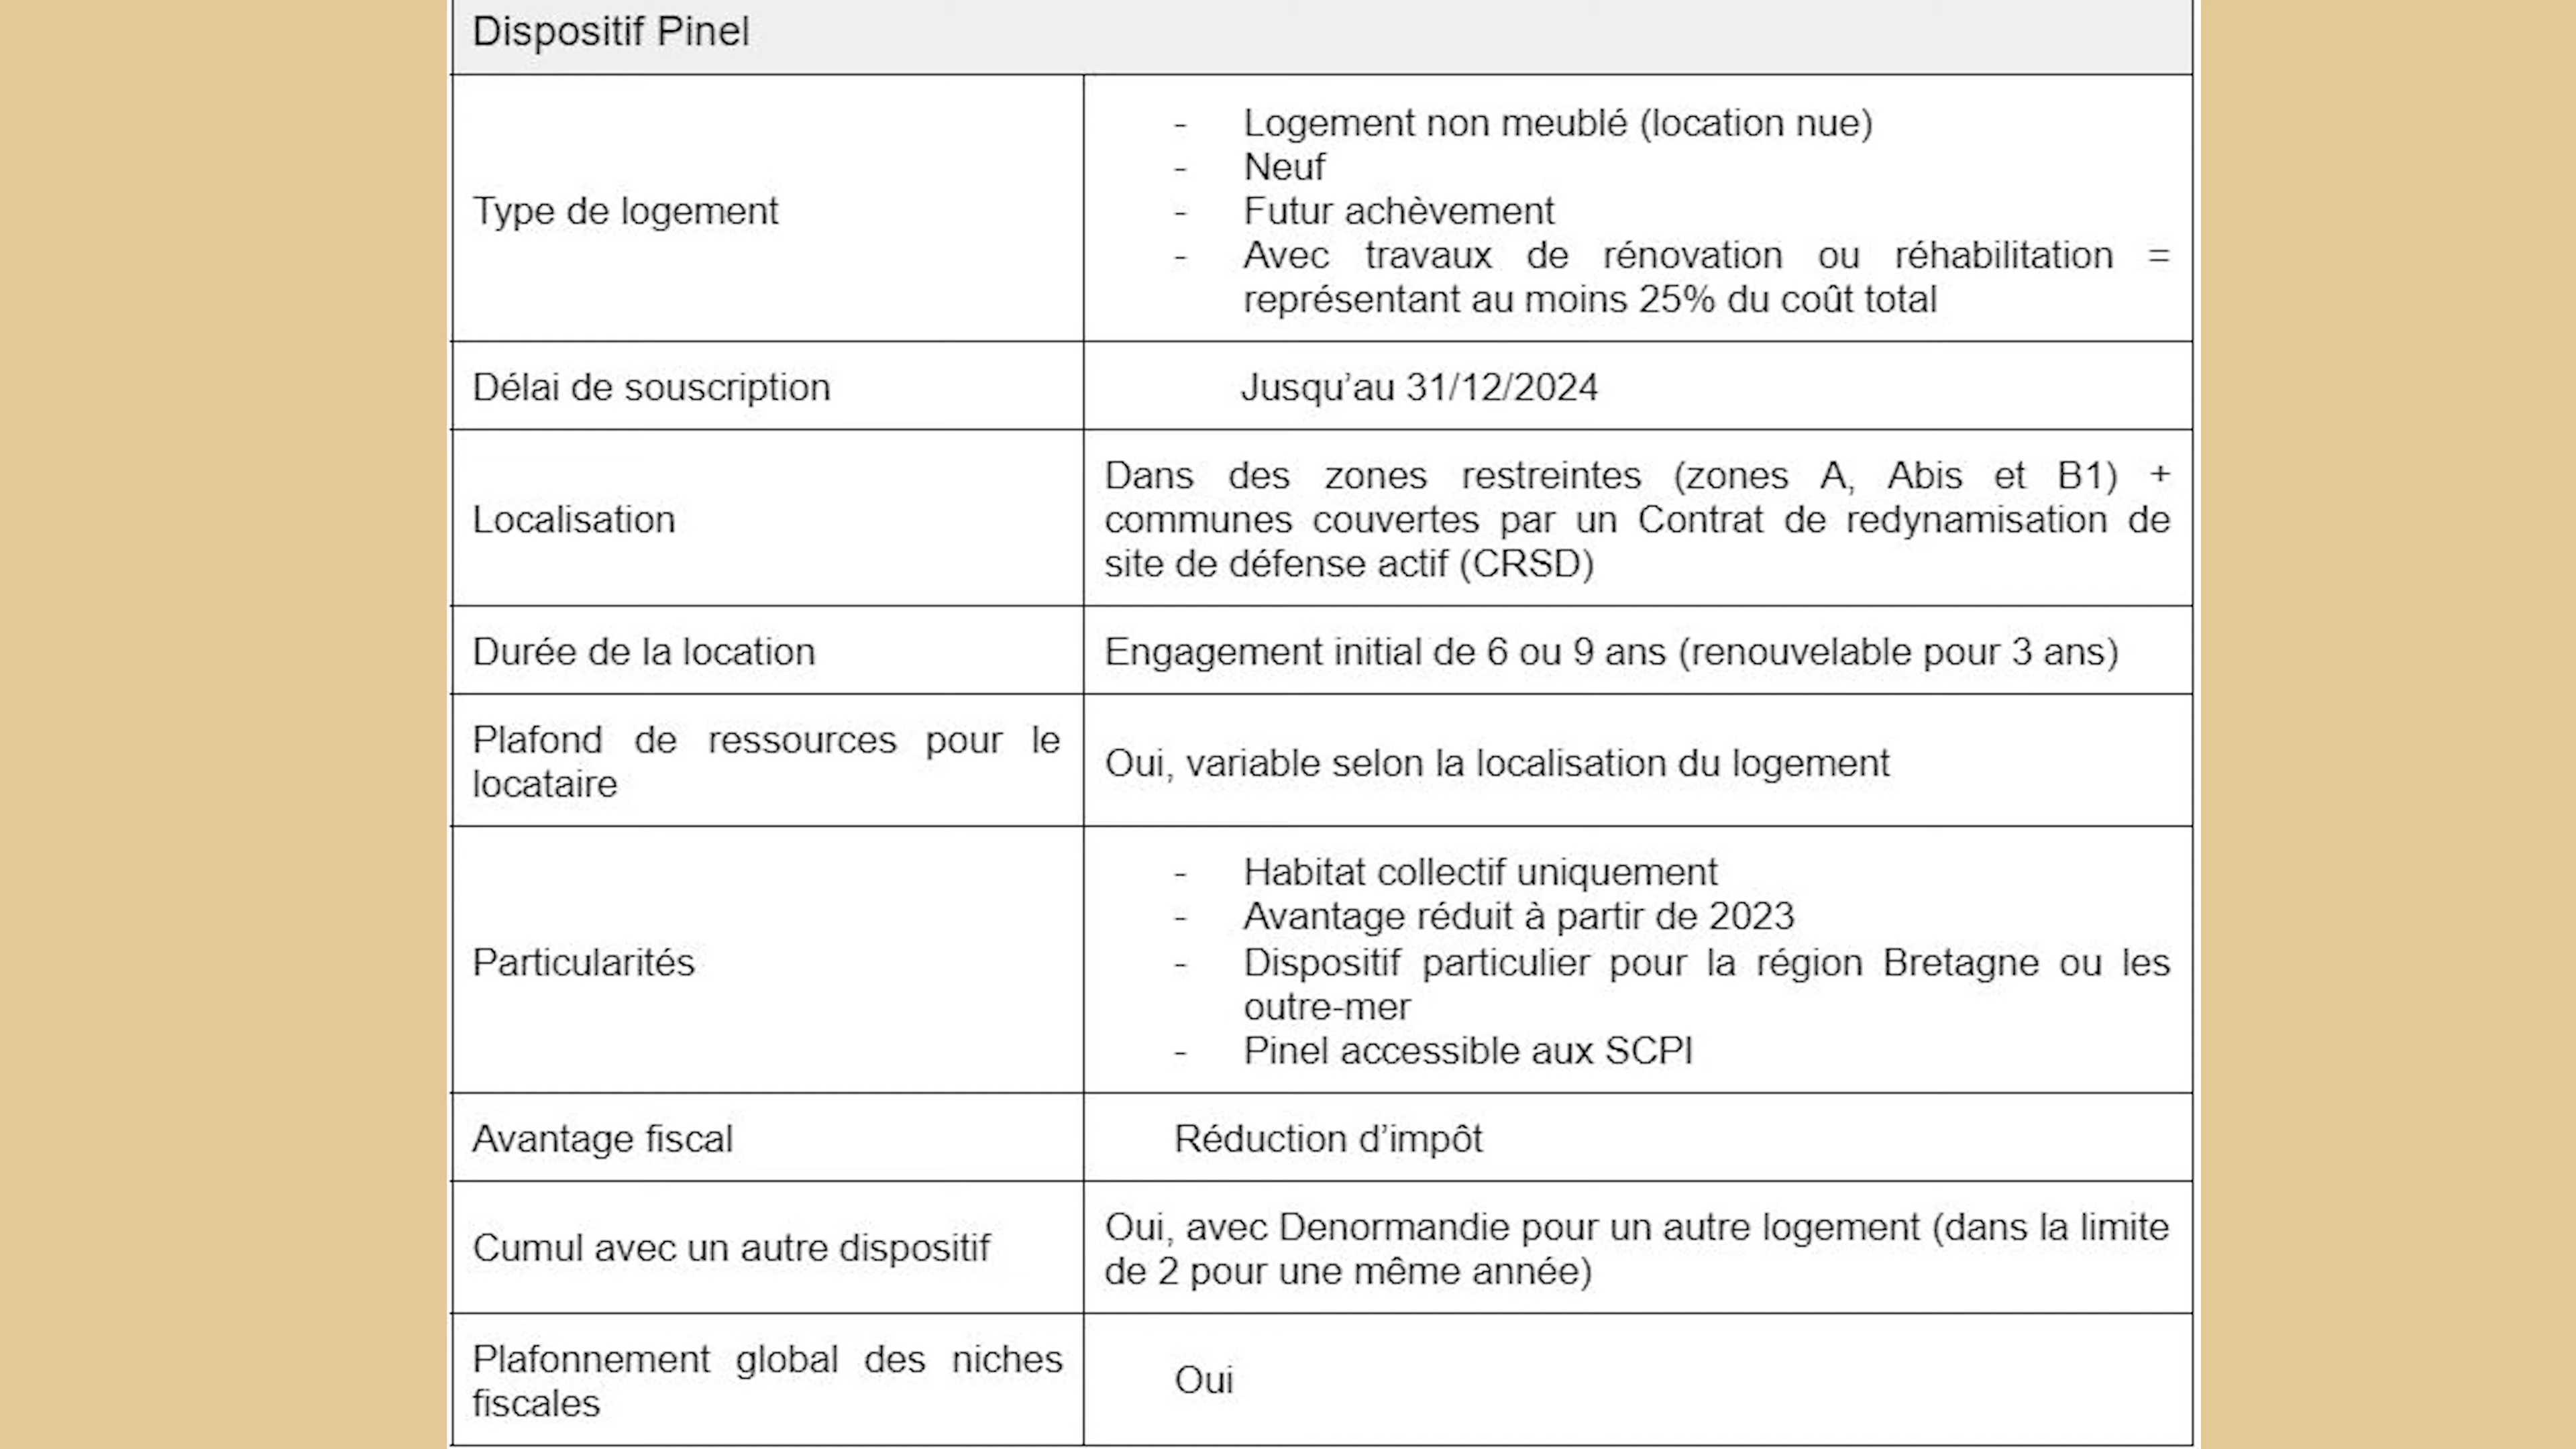 Dispositif Pinel
Type de logement
- Logement non meublé (location nue)
- Neuf
- Futur achèvement
- Avec travaux de rénovation ou réhabilitation =
représentant au moins 25% du coût total
Délai de souscription
Jusqu’au 31/12/2024
Localisation
Dans des zones restreintes (zones A, Abis et B1) +
communes couvertes par un Contrat de redynamisation de
site de défense actif (CRSD)
Durée de la location
Engagement initial de 6 ou 9 ans (renouvelable pour 3 ans)
Plafond de ressources pour le
locataire
Oui, variable selon la localisation du logement
Particularités
- Habitat collectif uniquement
- Avantage réduit à partir de 2023
- Dispositif particulier pour la région Bretagne ou les
outre-mer
- Pinel accessible aux SCPI
Avantage fiscal
Réduction d’impôt
Cumul avec un autre dispositif
Oui, avec Denormandie pour un autre logement (dans la limite
de 2 pour une même année)
Plafonnement global des niches
fiscales
Oui